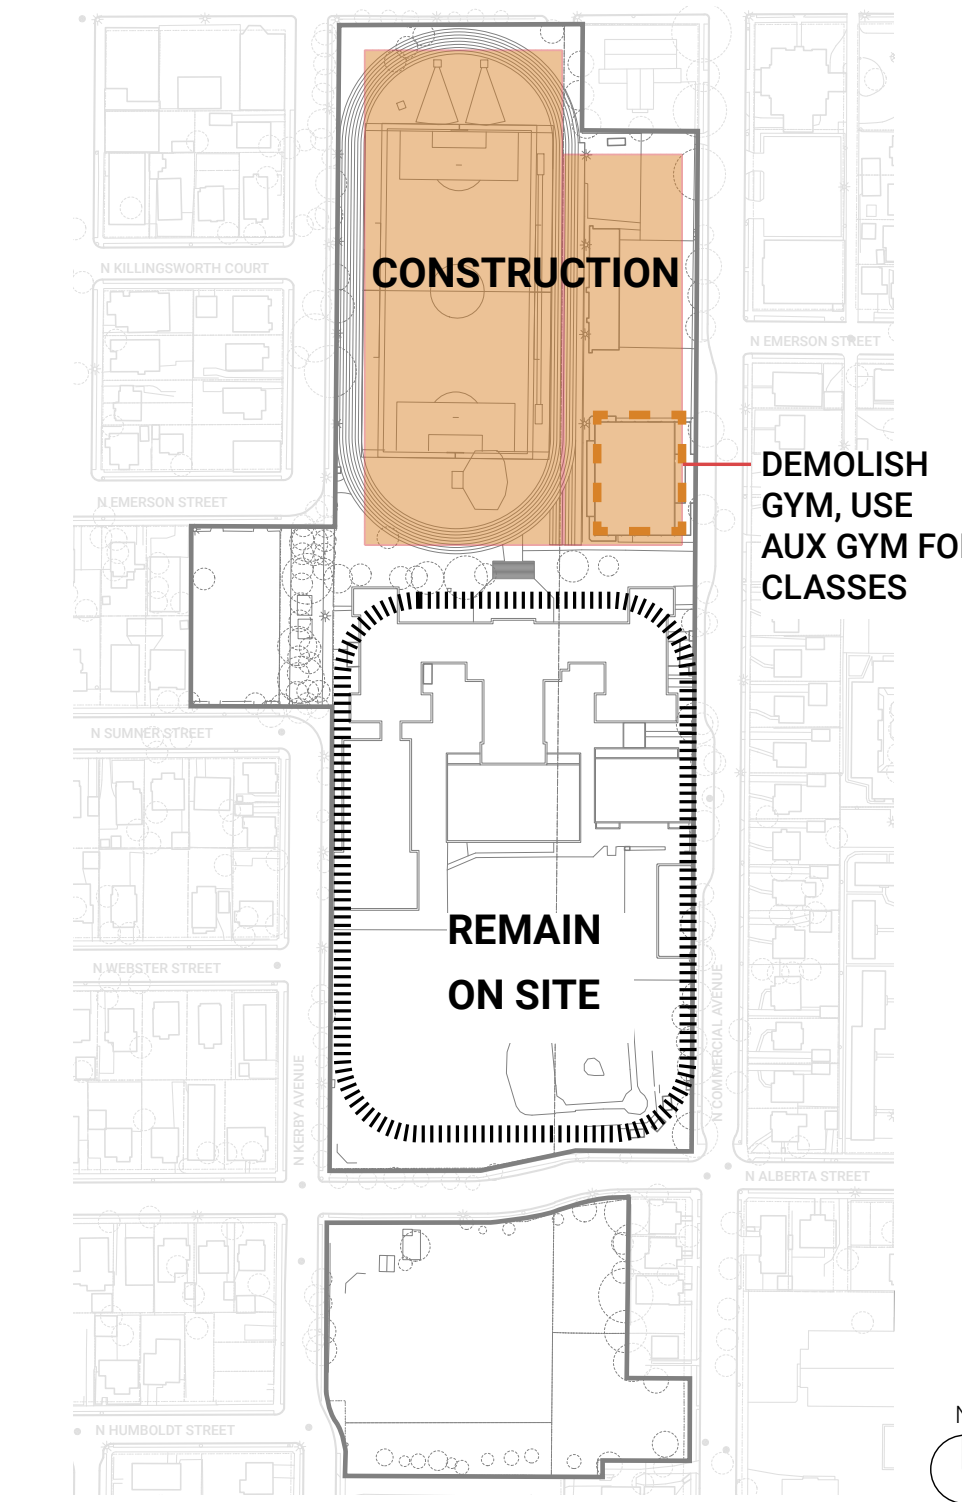 N KILLINGSWORTH COURT
CONSTRUCTION
N EMERSON STREET
DEMOLISH
GYM, USE
AUX GYM FO
CLASSES
N EMERSON STREET
N SUMNER STREET
REMAIN
ON SITE
N WEBSTER STREET
N COMMERCIAL AVENUE
N KERBY AVENUE
N ALBERTA STREET
N HUMBOLDT STREET
N